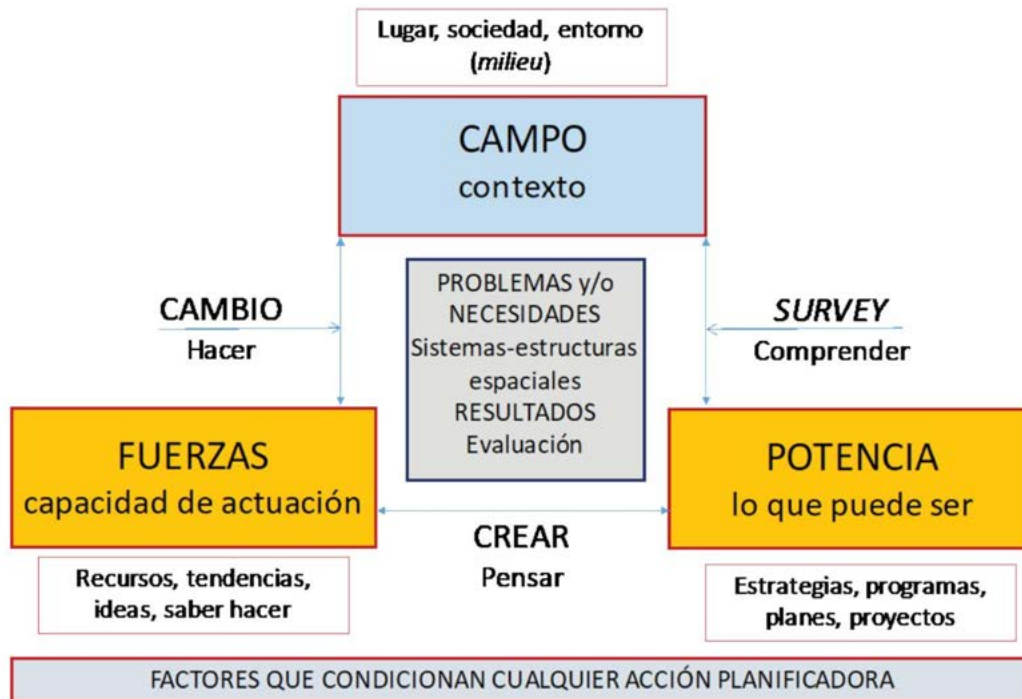 Lugar, sociedad, entorno
(milieu)
CAMPO
contexto
PROBLEMAS y/o
NECESIDADES
Sistemas-estructuras
espaciales
RESULTADOS
Evaluación
CAMBIO
Hacer
SURVEY
Comprender
FUERZAS
capacidad de actuación
POTENCIA
lo que puede ser
CREAR
Pensar
Recursos, tendencias,
ideas, saber hacer
Estrategias, programas,
planes, proyectos
FACTORES QUE CONDICIONAN CUALQUIER ACCIÓN PLANIFICADORA